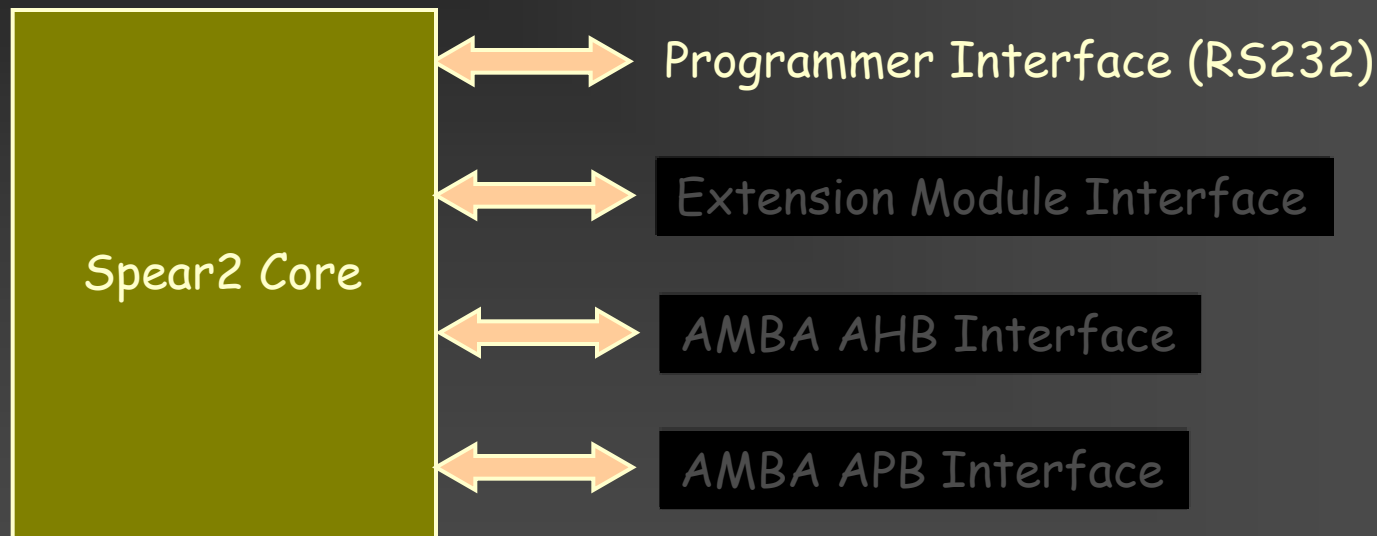 Programmer Interface (RS232)
Extension Module Interface
Spear2 Core
AMBA AHB Interface
AMBA APB Interface